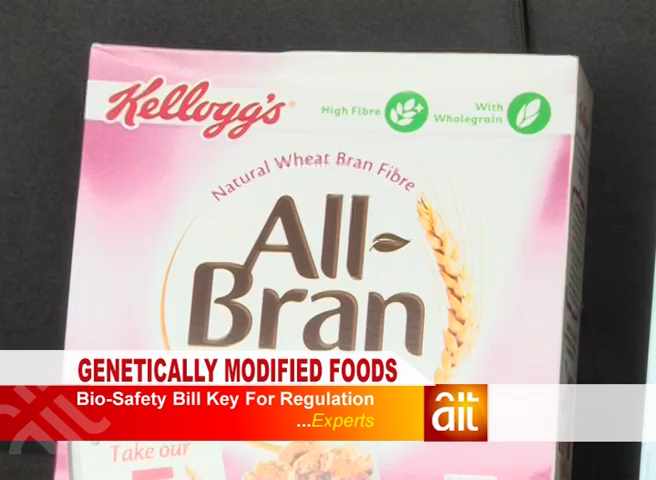 Kellogg's
High Fibre
With
Wholegrain
Natural Wheat Bran Fibre
All-
Bran
GENETICALLY MODIFIED FOODS
Bio-Safety Bill Key For Regulation
...Experts
ait
Take our